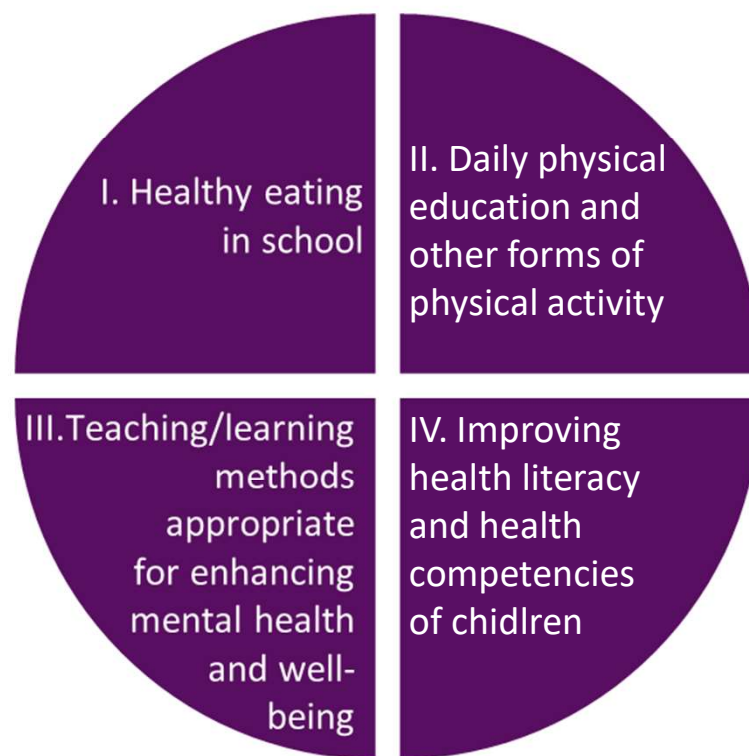 I. Healthy eating
in school
II. Daily physical
education and
other forms of
physical activity
III.Teaching/learning
methods
appropriate
for enhancing
mental health
and well-
being
IV. Improving
health literacy
and health
competencies
of chidlren